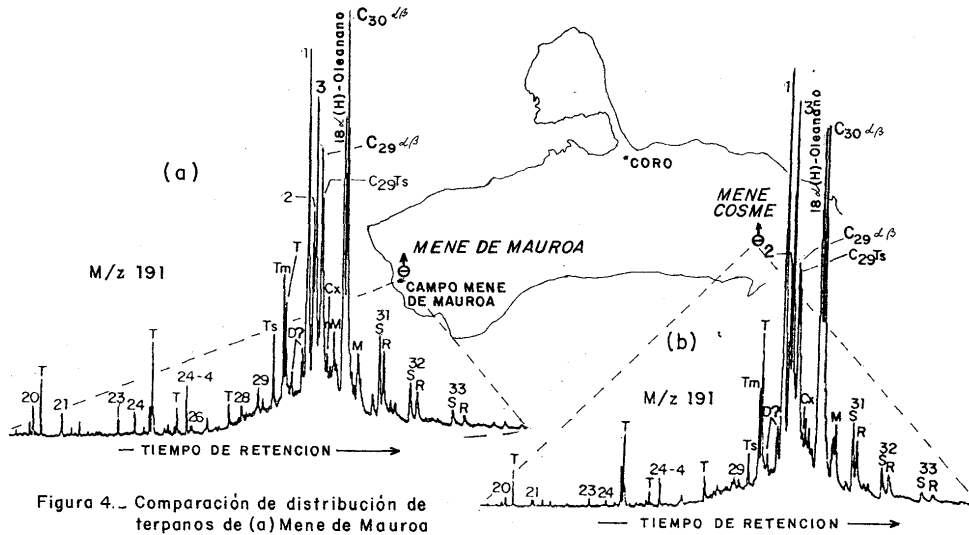 C30 αβ
1
3
18α(H)-Oleanano
C29 αβ
C29Ts
2
(a)
M/z 191
T
Tm
Ts
D?
Cx
M
M
31
S R
32
S R
33
S R
20
T
21
23
24
T
T
24-4
26
T
28
29
TIEMPO DE RETENCION
CORO
MENE DE MAUROA
CAMPO MENE
DE MAUROA
MENE
COSME
1
3
18α(H)-Oleanano
C30 αβ
2
C29 αβ
C29Ts
(b)
M/z 191
T
Tm
Ts
D?
Cx
M
31
S R
32
S R
33
S R
20
T
21
23
24
T
T
24-4
T
29
TIEMPO DE RETENCION
Figura 4._ Comparación de distribución de
terpanos de (a) Mene de Mauroa